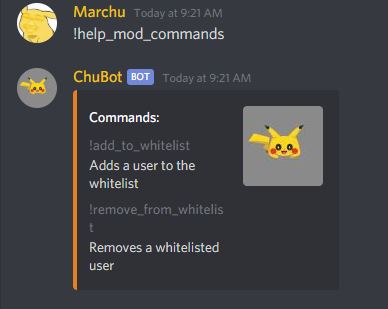 Marchu Today at 9:21 AM
!help_mod_commands
ChuBot BOT Today at 9:21 AM
Commands:
!add_to_whitelist
Adds a user to the
whitelist
!remove_from_whitelis
t
Removes a whitelisted
user